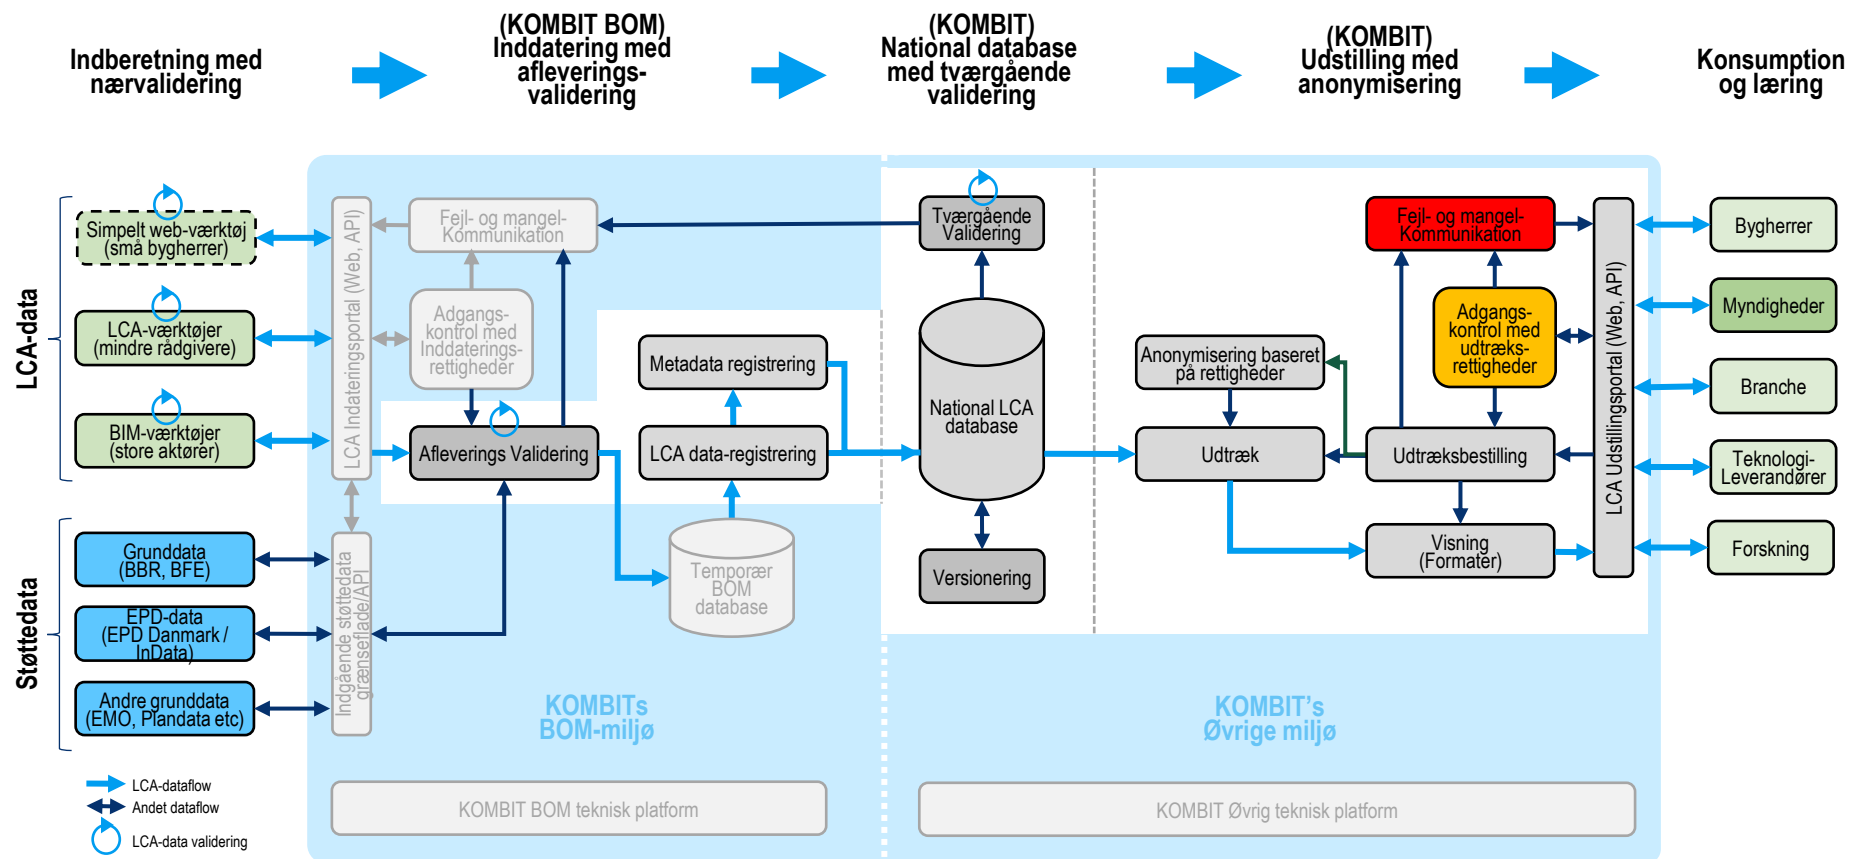 Indberetning med
nærvalidering
(KOMBIT BOM)
Inddatering med
afleverings-
validering
(KOMBIT)
National database
med tværgående
validering
(KOMBIT)
Udstilling med
anonymisering
Konsumption
og læring
LCA-data
Simpelt web-værktøj
(små bygherrer)
LCA-værktøjer
(mindre rådgivere)
BIM-værktøjer
(store aktører)
Støttedata
Grunddata
(BBR, BFE)
EPD-data
(EPD Danmark /
InData)
Andre grunddata
(EMO, Plandata etc)
LCA-dataflow
Andet dataflow
LCA-data validering
LCA Indateringsportal (Web, API)
Indgående støttedata
grænseflade/API
Fejl- og mangel-
Kommunikation
Adgangs-
kontrol med
Inddaterings-
rettigheder
Afleverings Validering
Metadata registrering
LCA data-registrering
Temporær
BOM
database
KOMBITs
BOM-miljø
KOMBIT BOM teknisk platform
Tværgående
Validering
National LCA
database
Versionering
Anonymisering baseret
på rettigheder
Udtræk
Fejl- og mangel-
Kommunikation
Adgangs-
kontrol med
udtræks-
rettigheder
Udtræksbestilling
Visning
(Formater)
LCA Udstillingsportal (Web, API)
KOMBIT's
Øvrige miljø
KOMBIT Øvrig teknisk platform
Bygherrer
Myndigheder
Branche
Teknologi-
Leverandører
Forskning